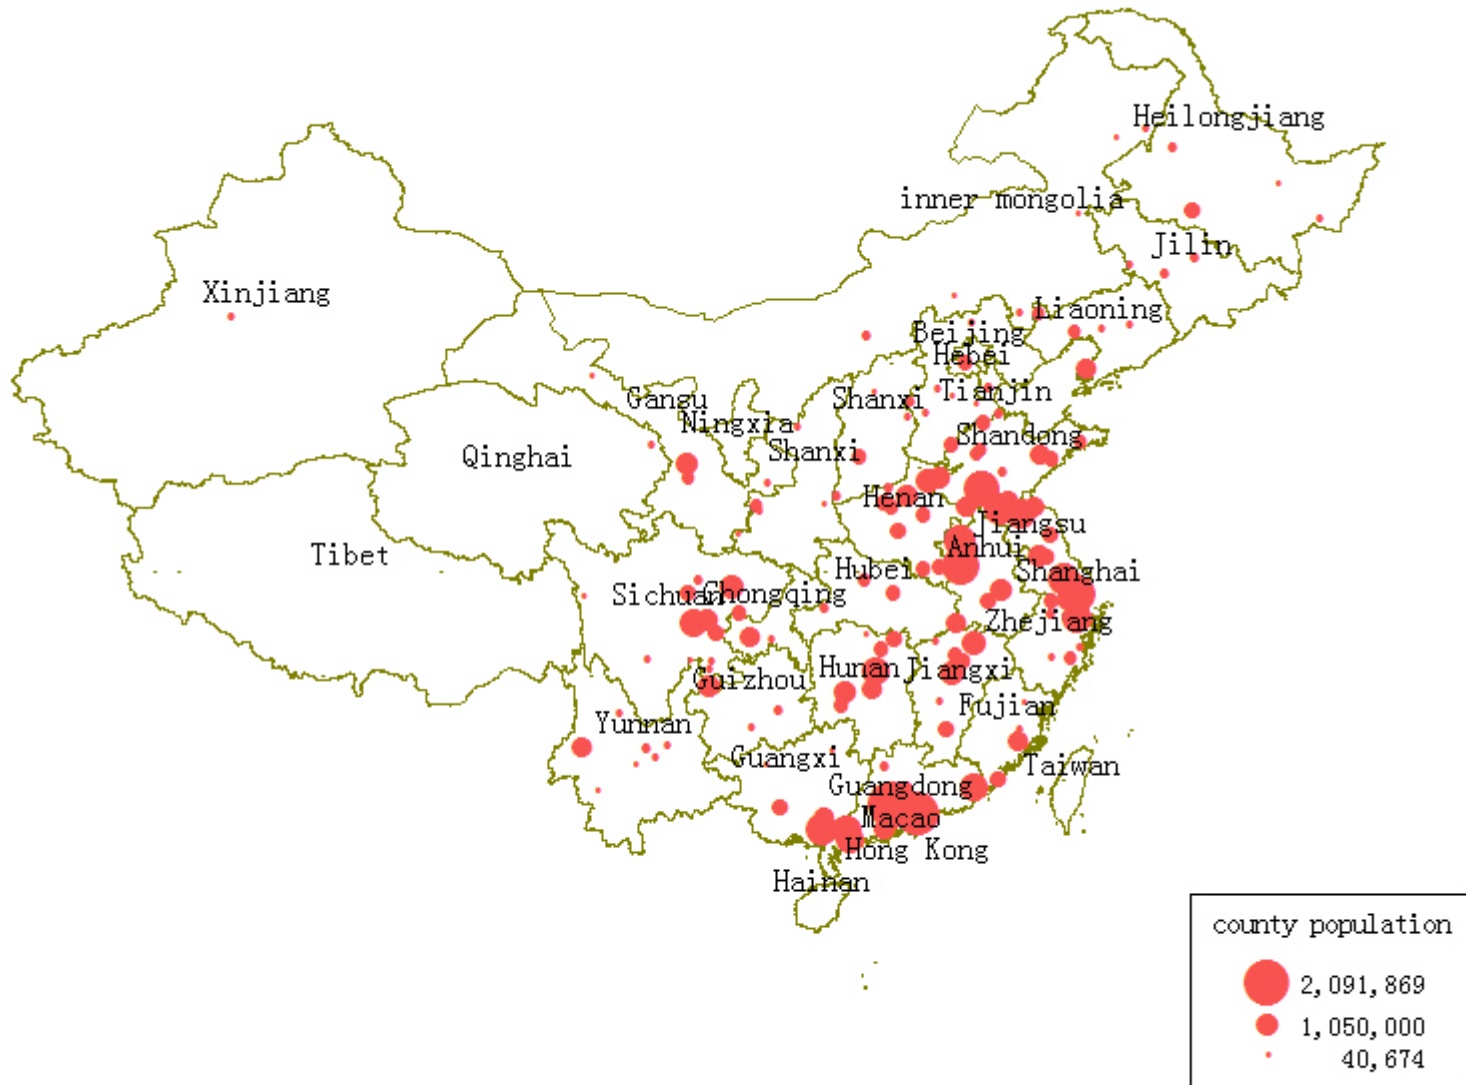 Heilongjiang
inner mongolia
Jilin
Xinjiang
Liaoning
Beijing
Hebei
Gansu
Shanxi
Tianjin
Ningxia
Shandong
Qinghai
Shanxi
Henan
Jiangsu
Tibet
Anhui
Hubei
Shanghai
Sichuan
Chongqing
Zhejiang
Hunan
Jiangxi
Guizhou
Fujian
Yunnan
Guangxi
Taiwan
Guangdong
Macao
Hong Kong
Hainan
county population
2,091,869
1,050,000
40,674